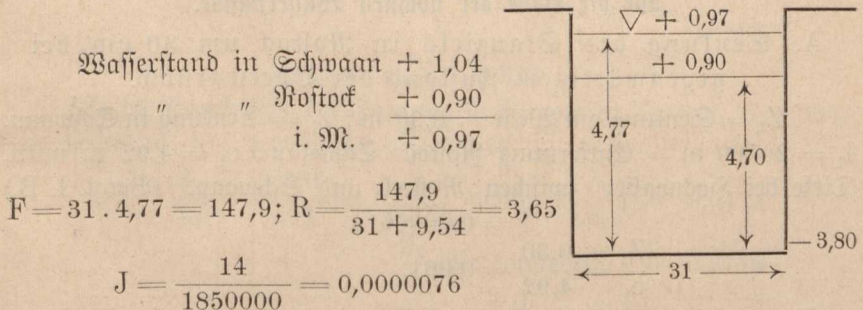 Wasserstand in Schwaan + 1,04
" " Rostock + 0,90
i. M. + 0,97
F = 31 . 4,77 = 147,9; R = 147,9 / 31 + 9,54 = 3,65
J = 14 / 1850000 = 0,0000076
▽ + 0,97
+ 0,90
4,77
4,70
— 3,80
31